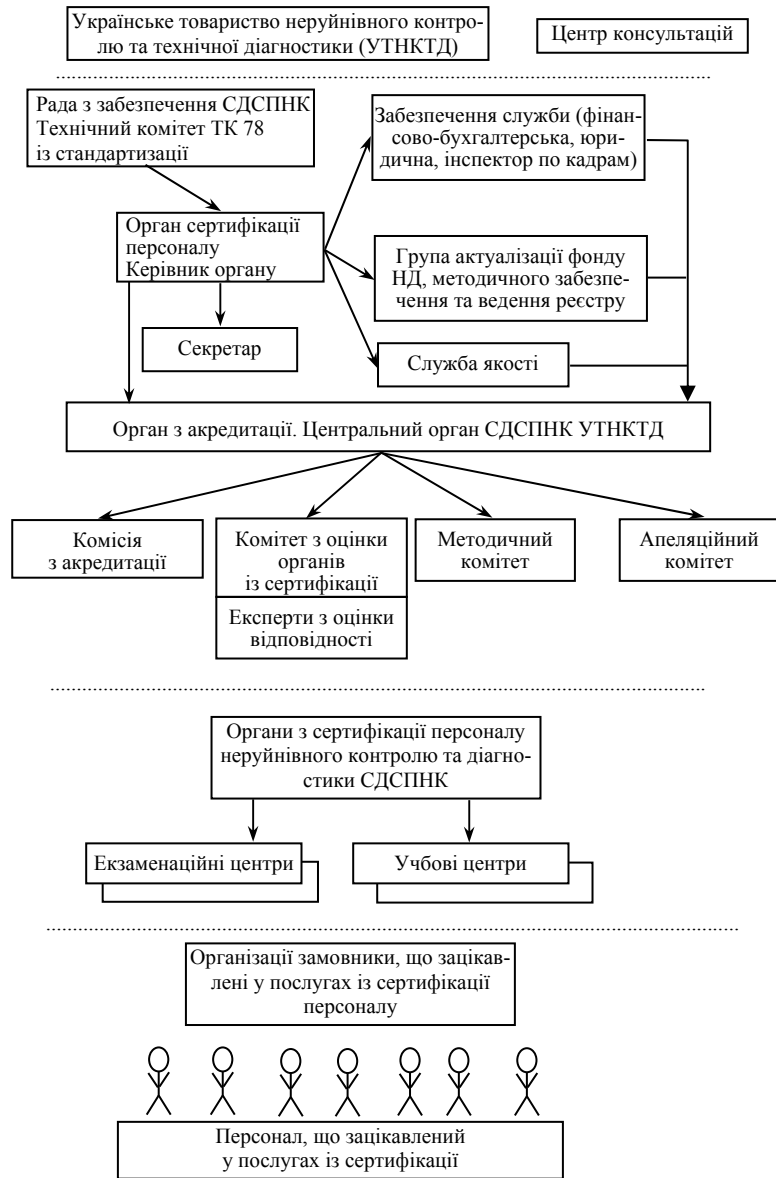 Українське товариство неруйнівного контро-
лю та технічної діагностики (УТНКТД)
Центр консультацій
Рада з забезпечення СДСПНК
Технічний комітет ТК 78
із стандартизації
Забезпечення служби (фінан-
сово-бухгалтерська, юри-
дична, інспектор по кадрам)
Орган сертифікації
персоналу
Керівник органу
Група актуалізації фонду
НД, методичного забезпе-
чення та ведення реєстру
Секретар
Служба якості
Орган з акредитації. Центральний орган СДСПНК УТНКТД
Комісія
з акредитації
Комітет з оцінки
органів
із сертифікації
Експерти з оцінки
відповідності
Методичний
комітет
Апеляційний
комітет
Органи з сертифікації персоналу
неруйнівного контролю та діагно-
стики СДСПНК
Екзаменаційні центри
Учбові центри
Організації замовники, що зацікав-
лені у послугах із сертифікації
персоналу
Персонал, що зацікавлений
у послугах із сертифікації